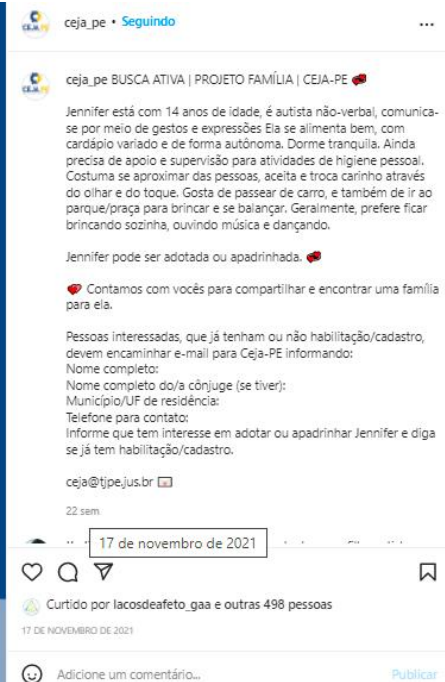 ceja_pe • Seguindo
ceja_pe BUSCA ATIVA | PROJETO FAMÍLIA | CEJA-PE
Jennifer está com 14 anos de idade, é autista não-verbal, comunica-
se por meio de gestos e expressões Ela se alimenta bem, com
cardápio variado e de forma autônoma. Dorme tranquila. Ainda
precisa de apoio e supervisão para atividades de higiene pessoal.
Costuma se aproximar das pessoas, aceita e troca carinho através
do olhar e do toque. Gosta de passear de carro, e também de ir ao
parque/praça para brincar e se balançar. Geralmente, prefere ficar
brincando sozinha, ouvindo música e dançando.
Jennifer pode ser adotada ou apadrinhada.
Contamos com vocês para compartilhar e encontrar uma família
para ela.
Pessoas interessadas, que já tenham ou não habilitação/cadastro,
devem encaminhar e-mail para Ceja-PE informando:
Nome completo:
Nome completo do/a cônjuge (se tiver):
Município/UF de residência:
Telefone para contato:
Informe que tem interesse em adotar ou apadrinhar Jennifer e diga
se já tem habilitação/cadastro.
ceja@tjpe.jus.br
22 sem
17 de novembro de 2021
Curtido por lacosdeafeto_gaa e outras 498 pessoas
17 DE NOVEMBRO DE 2021
Adicione um comentário... Publicar